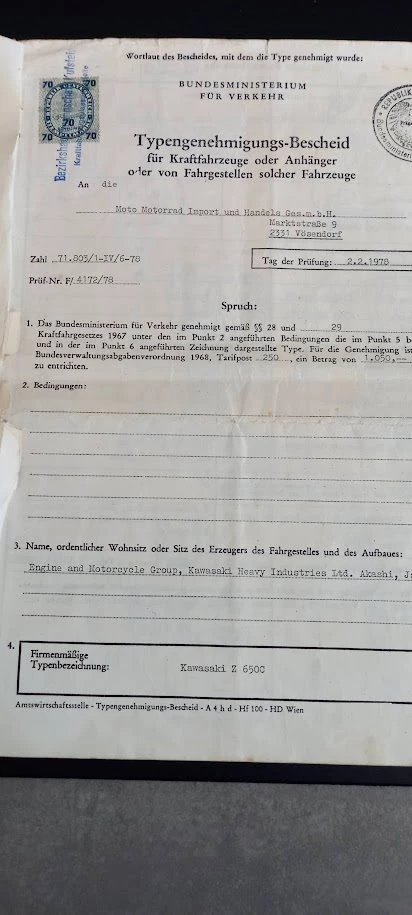 Wortlaut des Bescheides, mit dem die Type genehmigt wurde:
70 70
70
70 70
BUNDESMINISTERIUM
FÜR VERKEHR
Typengenehmigungs-Bescheid
für Kraftfahrzeuge oder Anhänger
oder von Fahrgestellen solcher Fahrzeuge
An die
Moto Motorrad Import und Handels Ges.m.b.H.
Marktstraße 9
2331 Vösendorf
Zahl 71.803/1-IV/6-78
Tag der Prüfung: 2.2.1978
Prüf-Nr. F/ 4172/78
Spruch:
1. Das Bundesministerium für Verkehr genehmigt gemäß §§ 28 und 29
Kraftfahrgesetzes 1967 unter den im Punkt 2 angeführten Bedingungen die im Punkt 5 b
und in der im Punkt 6 angeführten Zeichnung dargestellte Type. Für die Genehmigung ist
Bundesverwaltungsabgabenverordnung 1968, Tarifpost 250, ein Betrag von 1.050,--
zu entrichten.
2. Bedingungen:
3. Name, ordentlicher Wohnsitz oder Sitz des Erzeugers des Fahrgestelles und des Aufbaues:
Engine and Motorcycle Group, Kawasaki Heavy Industries Ltd. Akashi, J
4.
Firmenmäßige
Typenbezeichnung: Kawasaki Z 650C
Amtswirtschaftsstelle - Typengenehmigungs-Bescheid - A 4 h d - Hf 100 - HD Wien